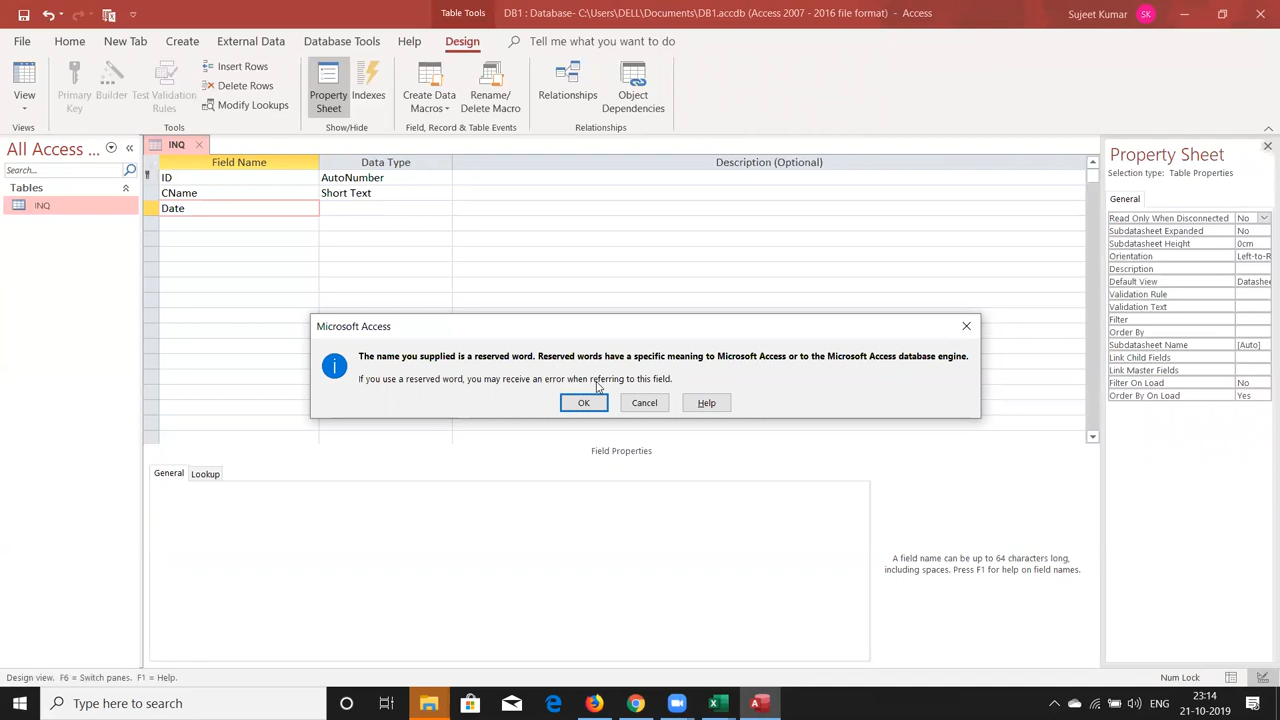 Table Tools
DB1 : Database- C:\Users\DELL\Documents\DB1.accdb (Access 2007 - 2016 file format) - Access
Sujeet Kumar
SK
File
Home
New Tab
Create
External Data
Database Tools
Help
Design
Tell me what you want to do
View
Primary
Key
Builder
Test Validation
Rules
Insert Rows
Delete Rows
Modify Lookups
Property
Sheet
Indexes
Create Data
Macros
Rename/
Delete Macro
Relationships
Object
Dependencies
Views
Tools
Show/Hide
Field, Record & Table Events
Relationships
All Access ...
Search...
Tables
INQ
INQ
Field Name
Data Type
Description (Optional)
ID
AutoNumber
CName
Short Text
Date
Property Sheet
Selection type: Table Properties
General
Read Only When Disconnected No
Subdatasheet Expanded No
Subdatasheet Height 0cm
Orientation Left-to-R
Description
Default View Datashe
Validation Rule
Validation Text
Filter
Order By
Subdatasheet Name [Auto]
Link Child Fields
Link Master Fields
Filter On Load No
Order By On Load Yes
Microsoft Access
The name you supplied is a reserved word. Reserved words have a specific meaning to Microsoft Access or to the Microsoft Access database engine.
If you use a reserved word, you may receive an error when referring to this field.
OK
Cancel
Help
Field Properties
General
Lookup
A field name can be up to 64 characters long,
including spaces. Press F1 for help on field names.
Design view. F6 = Switch panes. F1 = Help.
Num Lock
Type here to search
ENG
23:14
21-10-2019